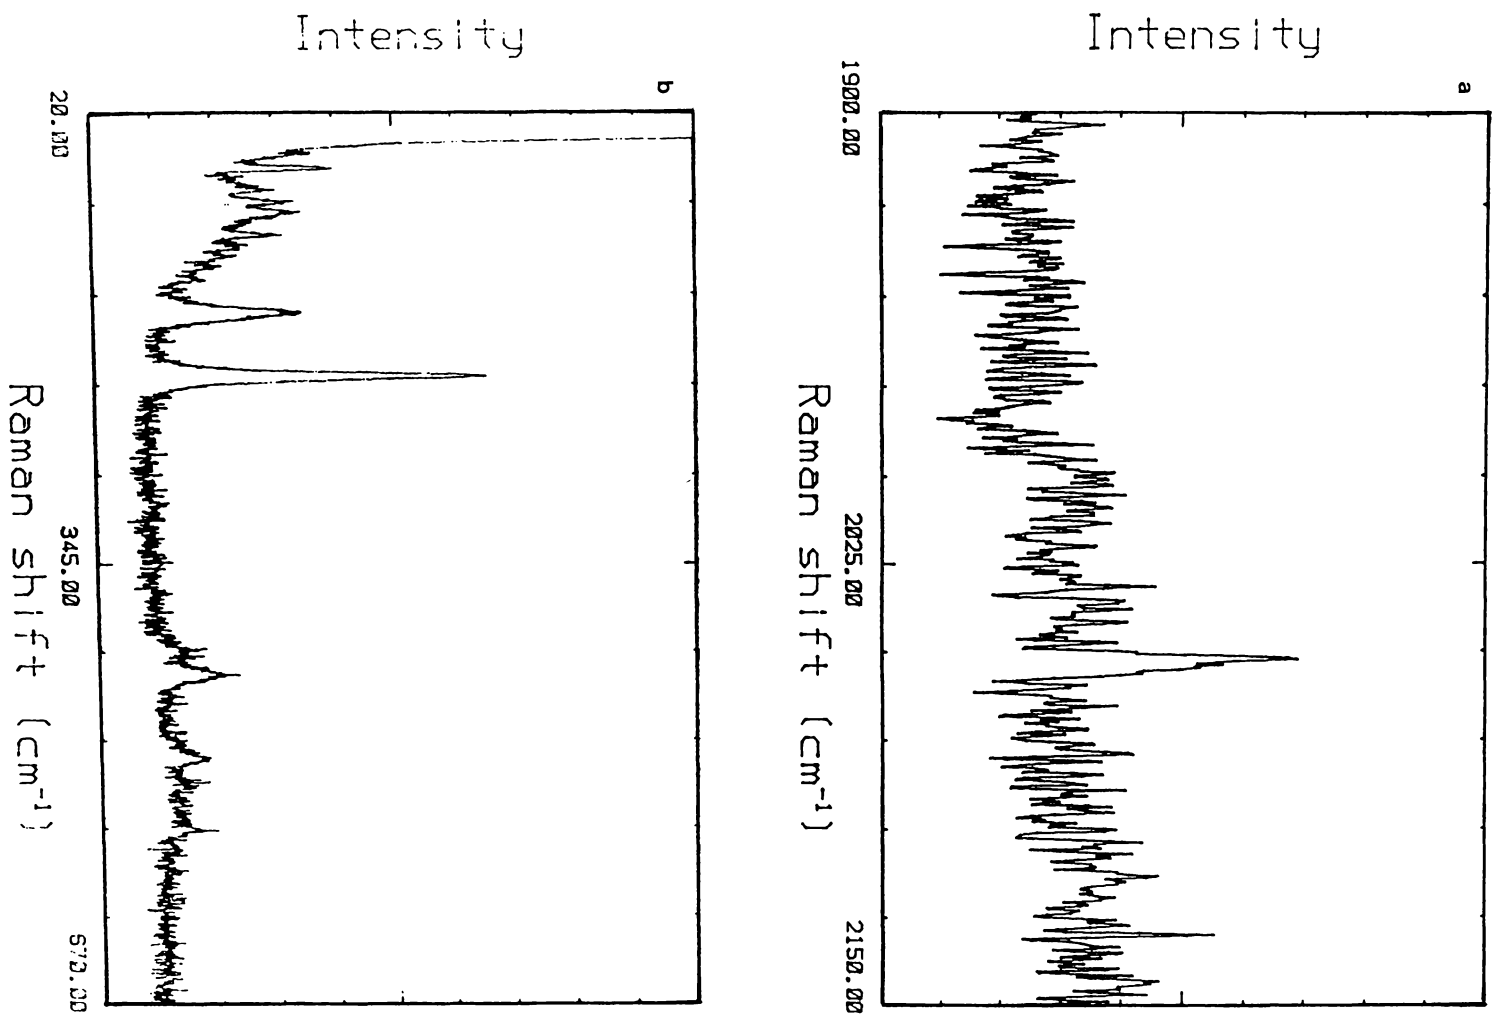 Intensity
b
20.00
345.00
670.00
Raman shift (cm⁻¹)
Intensity
a
1900.00
2025.00
2150.00
Raman shift (cm⁻¹)